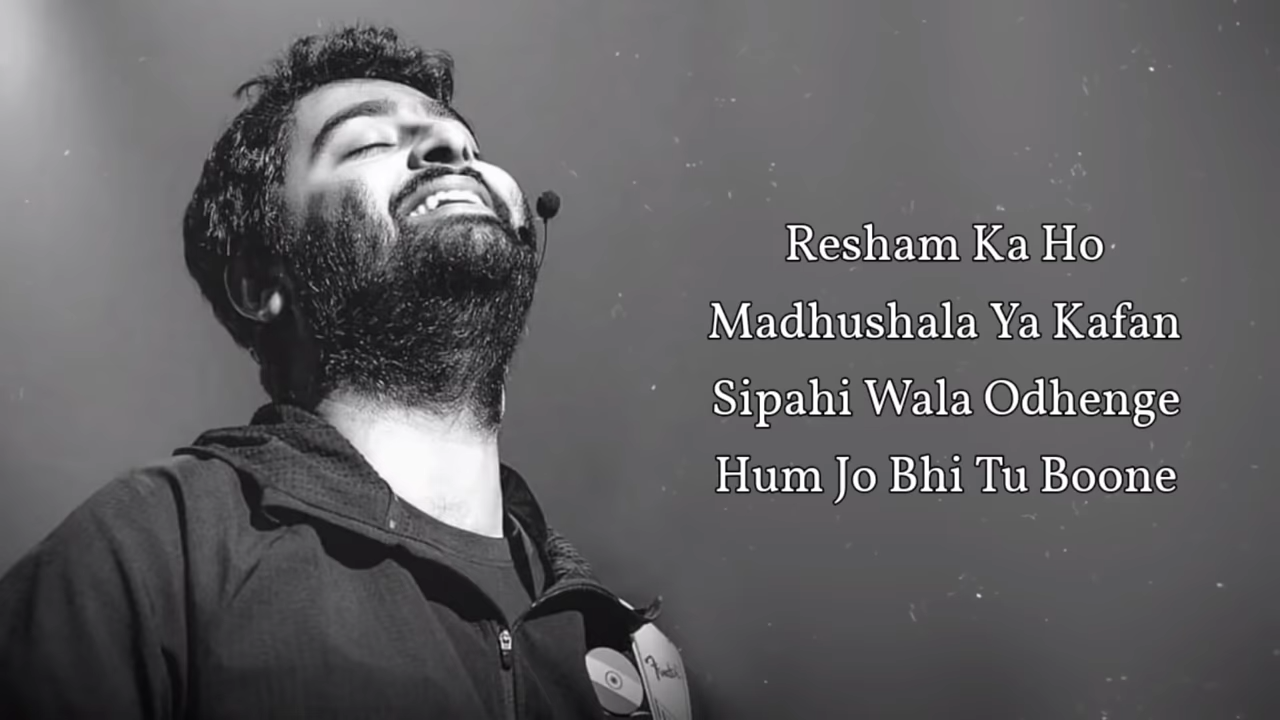 Resham Ka Ho
Madhushala Ya Kafan
Sipahi Wala Odhenge
Hum Jo Bhi Tu Boone